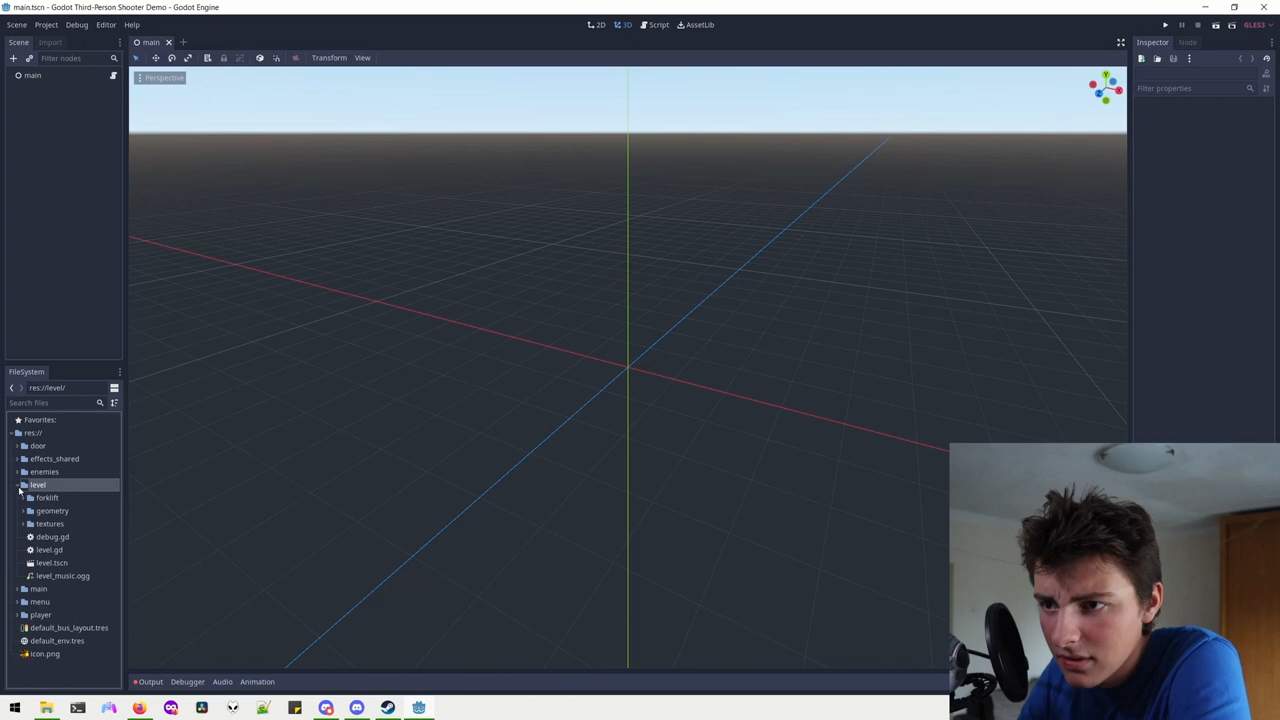 main.tscn - Godot Third-Person Shooter Demo - Godot Engine
Scene Project Debug Editor Help
2D 3D Script AssetLib
GLES3
Scene Import
main
Inspector Node
Filter nodes
Transform View
main
Perspective
Y
X
Z
Filter properties
FileSystem
res://level/
Search files
Favorites:
res://
door
effects_shared
enemies
level
forklift
geometry
textures
debug.gd
level.gd
level.tscn
level_music.ogg
main
menu
player
default_bus_layout.tres
default_env.tres
icon.png
Output Debugger Audio Animation